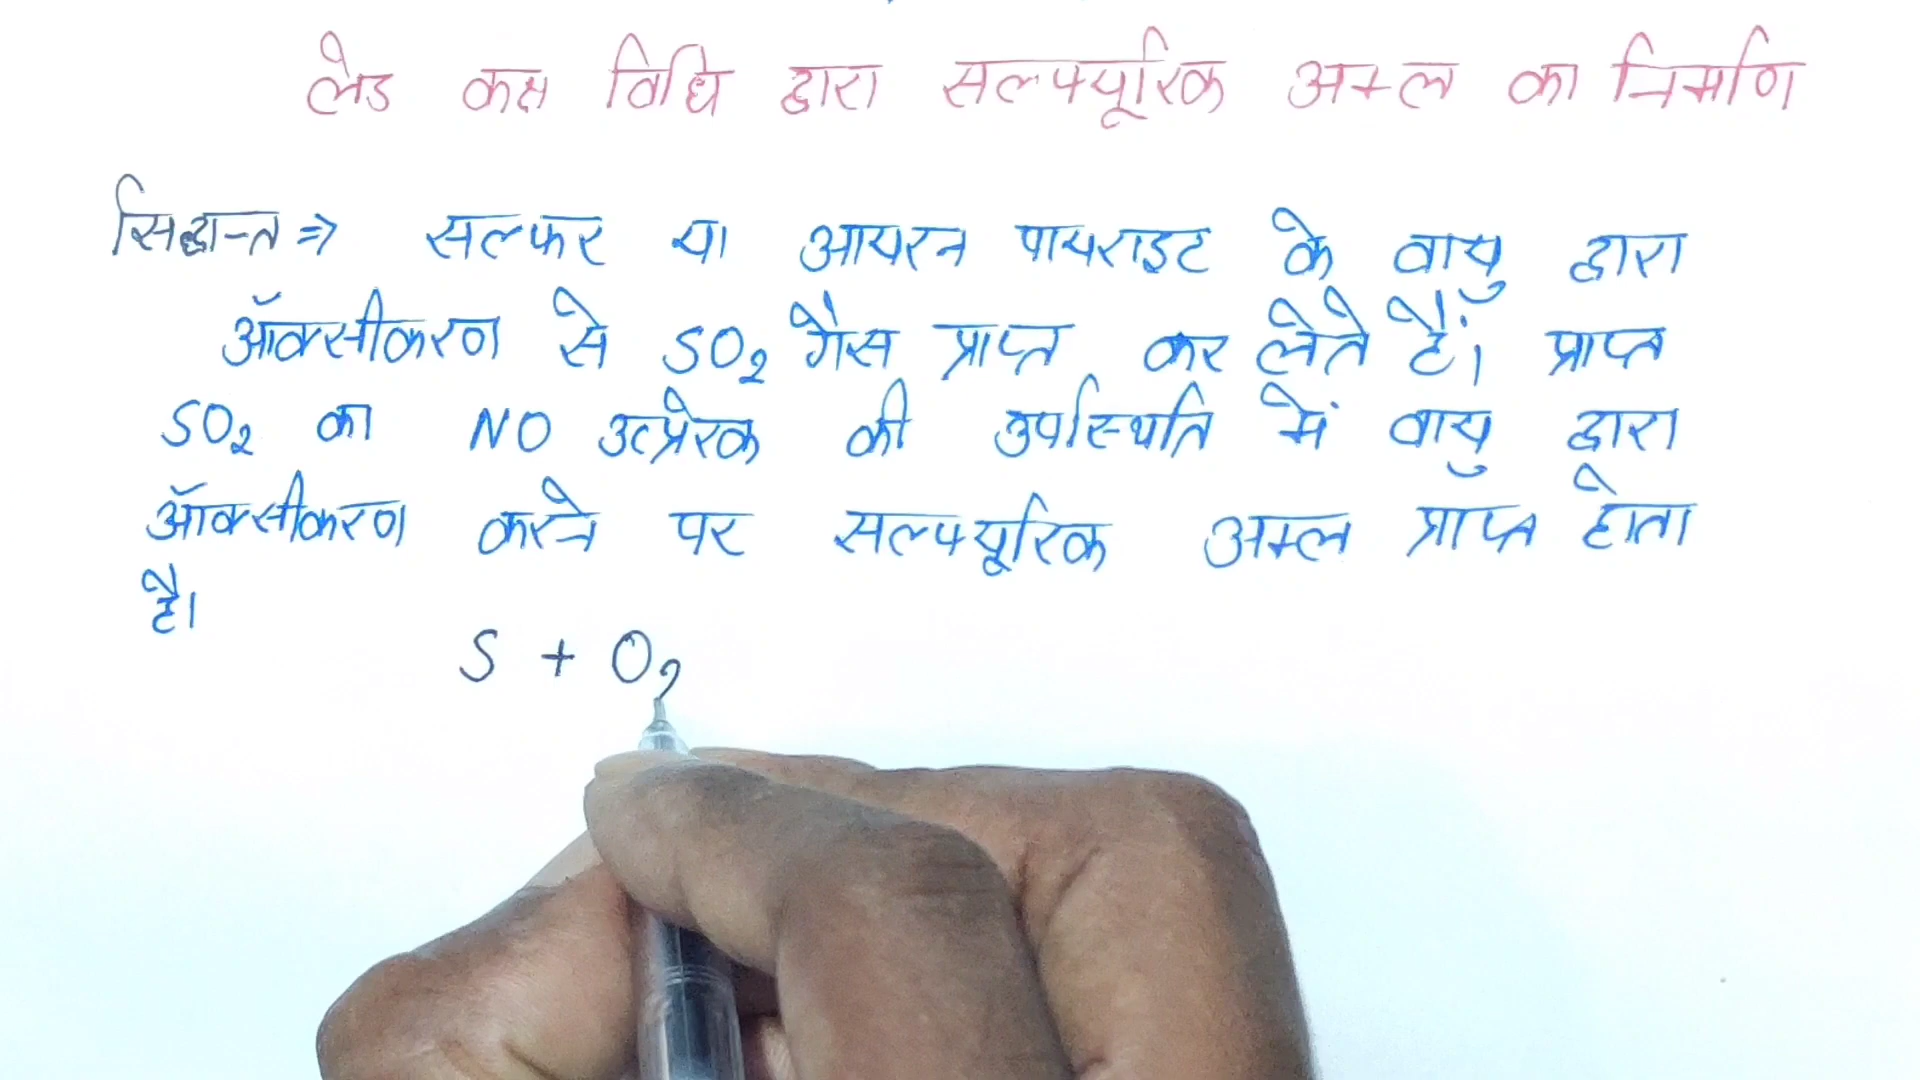 लेड कक्ष विधि द्वारा सल्फ्यूरिक अम्ल का निर्माण
सिद्धान्त ⇒ सल्फर या आयरन पायराइट के वायु द्वारा
ऑक्सीकरण से SO₂ गैस प्राप्त कर लेते हैं। प्राप्त
SO₂ का NO उत्प्रेरक की उपस्थिति में वायु द्वारा
ऑक्सीकरण करने पर सल्फ्यूरिक अम्ल प्राप्त होता
है।
S + O₂